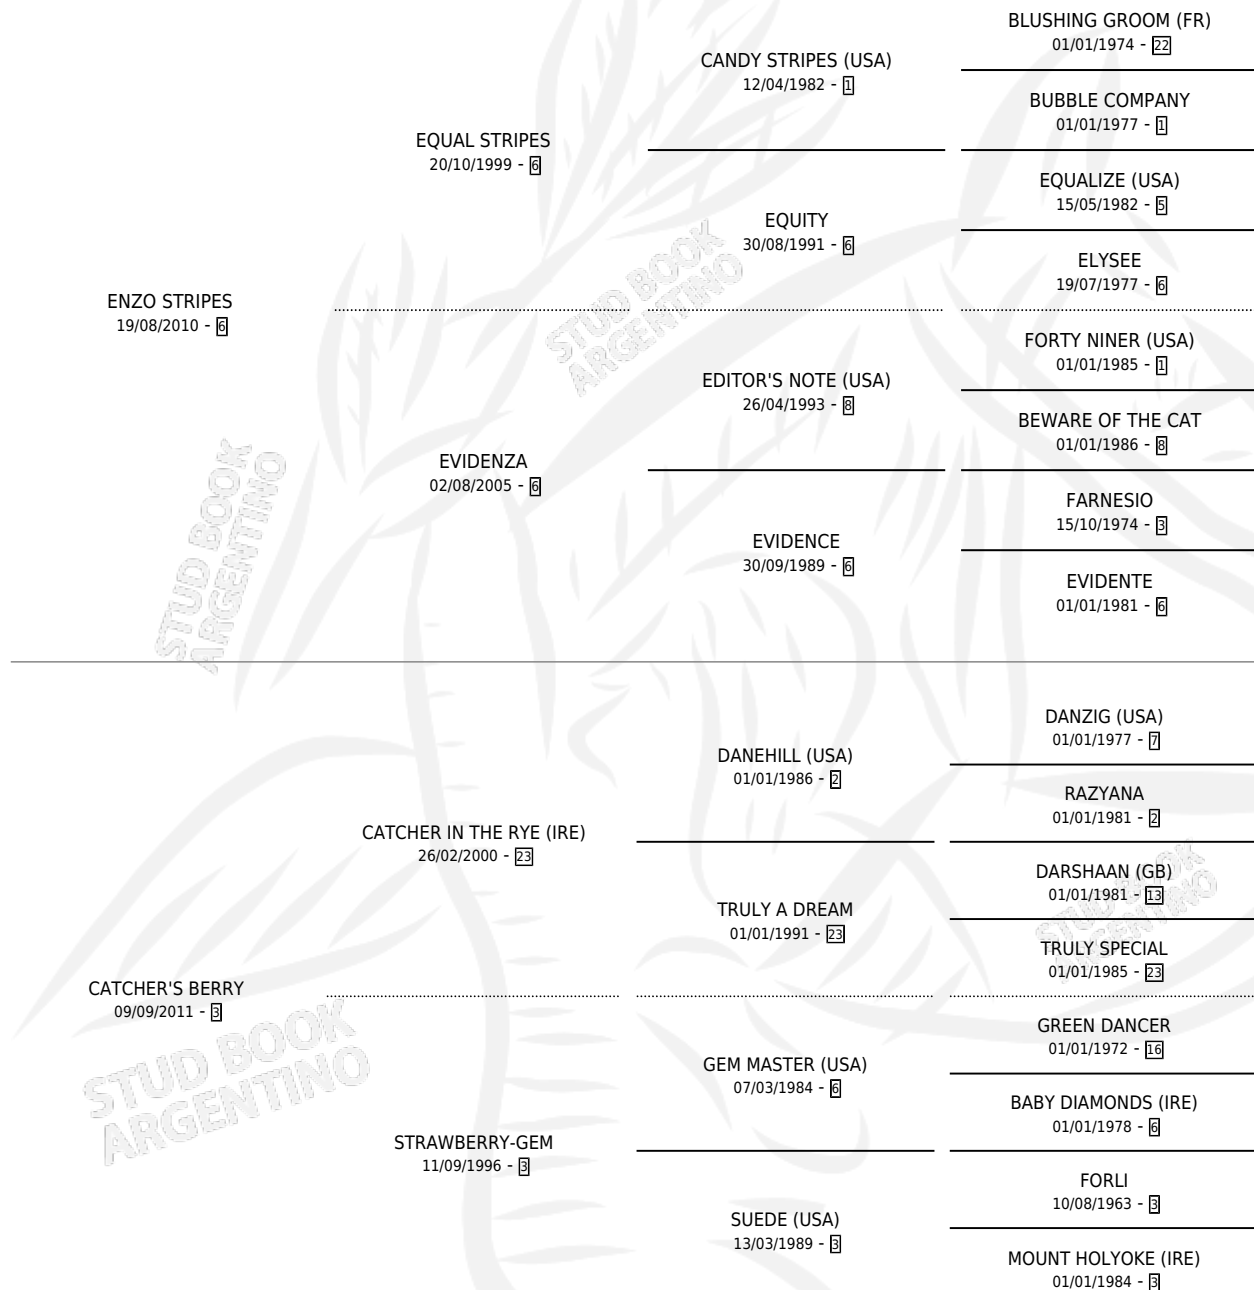 BLUSHING GROOM (FR)
01/01/1974 - 22
CANDY STRIPES (USA)
12/04/1982 - 1
BUBBLE COMPANY
01/01/1977 - 1
EQUAL STRIPES
20/10/1999 - 6
EQUALIZE (USA)
15/05/1982 - 5
EQUITY
30/08/1991 - 6
ELYSEE
19/07/1977 - 6
ENZO STRIPES
19/08/2010 - 6
FORTY NINER (USA)
01/01/1985 - 1
EDITOR'S NOTE (USA)
26/04/1993 - 8
BEWARE OF THE CAT
01/01/1986 - 8
EVIDENZA
02/08/2005 - 6
FARNESIO
15/10/1974 - 3
EVIDENCE
30/09/1989 - 6
EVIDENTE
01/01/1981 - 6
DANZIG (USA)
01/01/1977 - 7
DANEHILL (USA)
01/01/1986 - 2
RAZYANA
01/01/1981 - 2
CATCHER IN THE RYE (IRE)
26/02/2000 - 23
DARSHAAN (GB)
01/01/1981 - 13
TRULY A DREAM
01/01/1991 - 23
TRULY SPECIAL
01/01/1985 - 23
CATCHER'S BERRY
09/09/2011 - 3
GREEN DANCER
01/01/1972 - 16
GEM MASTER (USA)
07/03/1984 - 6
BABY DIAMONDS (IRE)
01/01/1978 - 6
STRAWBERRY-GEM
11/09/1996 - 3
FORLI
10/08/1963 - 3
SUEDE (USA)
13/03/1989 - 3
MOUNT HOLYOKE (IRE)
01/01/1984 - 3
STUD BOOK
ARGENTINO
STUD BOOK
ARGENTINO
STUD BOOK
ARGENTINO
STUD BOOK
ARGENTINO